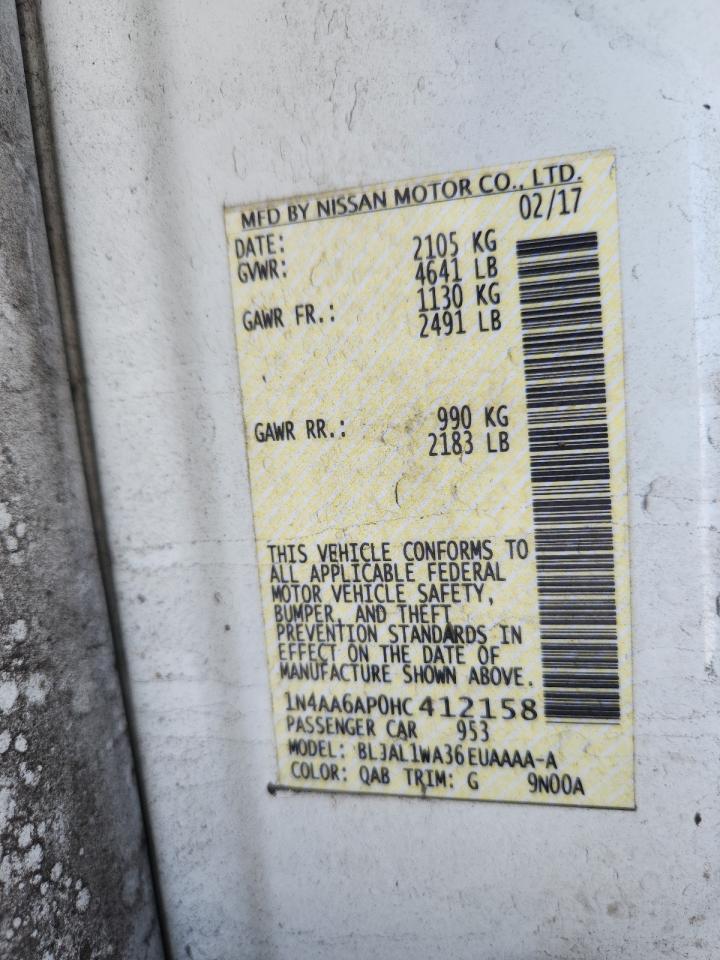 MFD BY NISSAN MOTOR CO., LTD.
DATE: 02/17
GVWR: 2105 KG
4641 LB
GAWR FR.: 1130 KG
2491 LB
GAWR RR.: 990 KG
2183 LB
THIS VEHICLE CONFORMS TO
ALL APPLICABLE FEDERAL
MOTOR VEHICLE SAFETY,
BUMPER, AND THEFT
PREVENTION STANDARDS IN
EFFECT ON THE DATE OF
MANUFACTURE SHOWN ABOVE.
1N4AA6AP0HC412158
PASSENGER CAR 953
MODEL: BLJAL1WA36EUAAAA-A
COLOR: QAB TRIM: G 9N00A